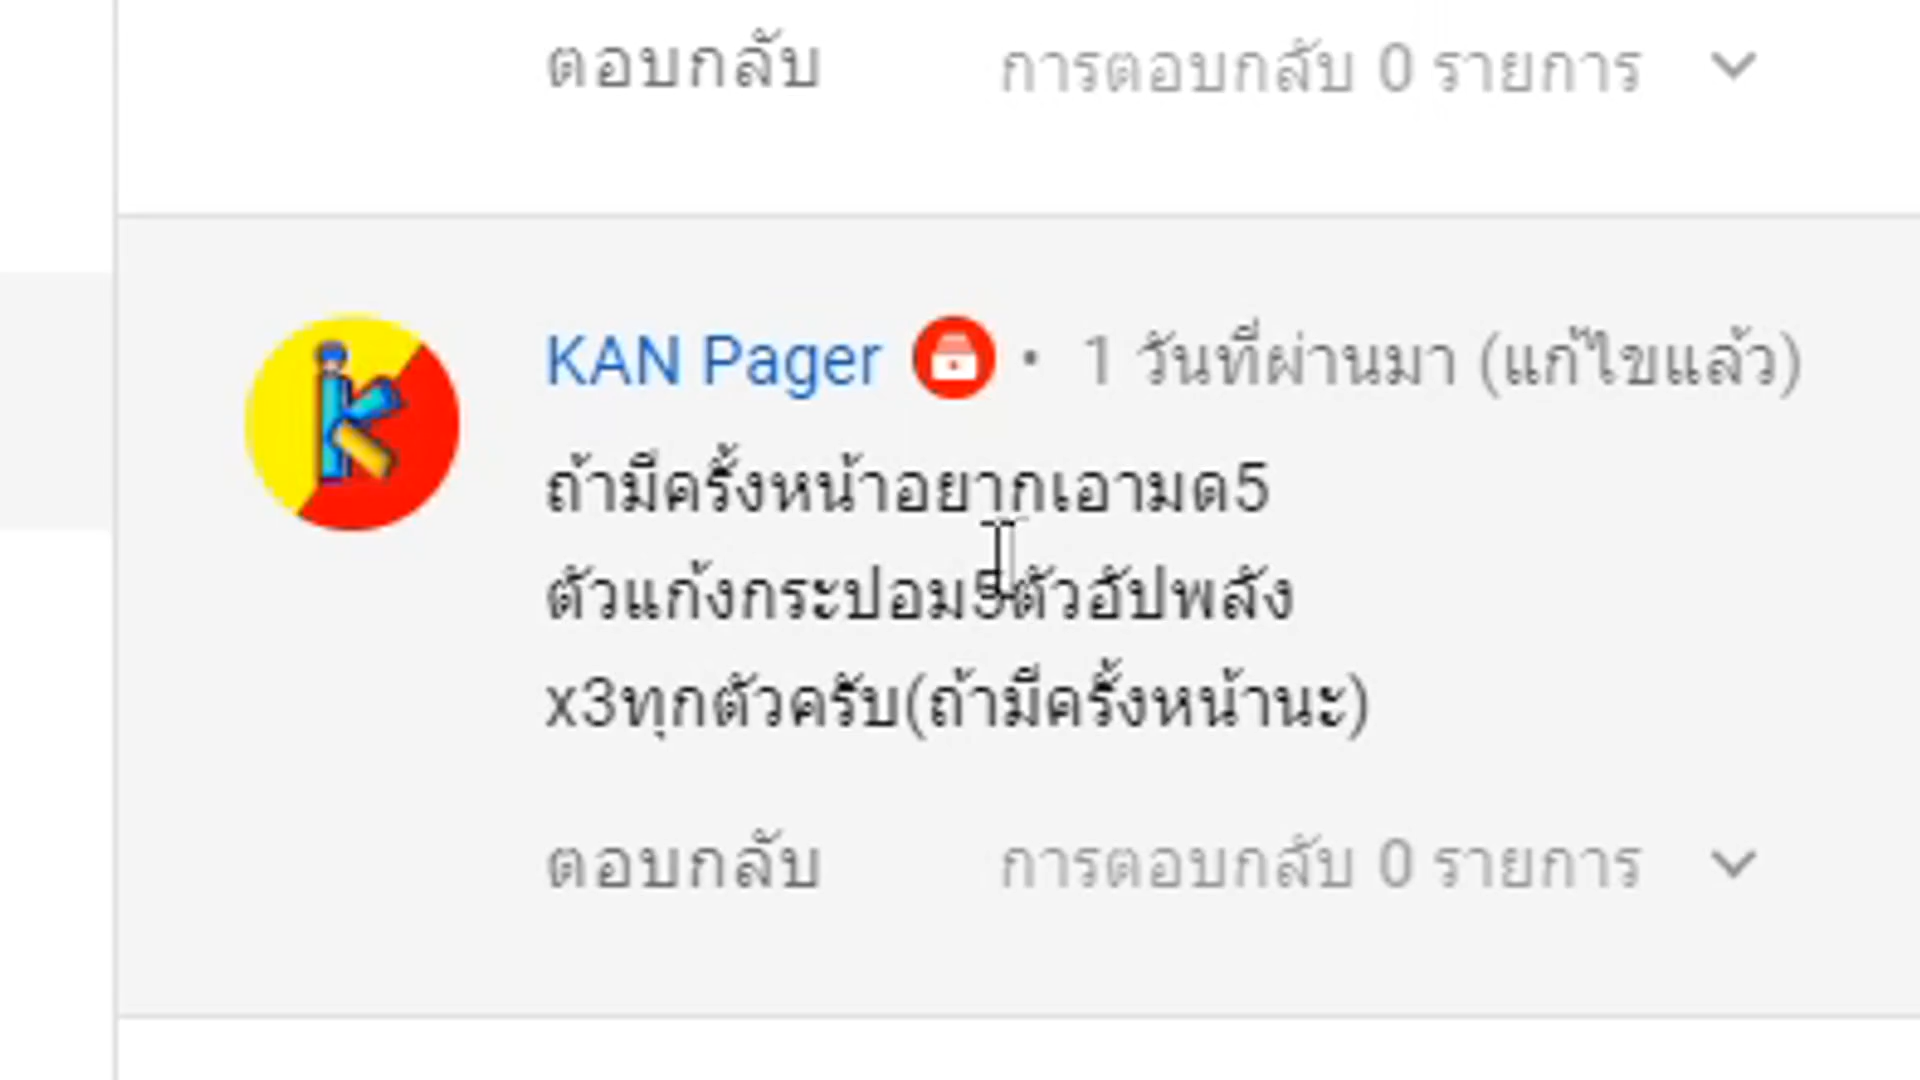 ตอบกลับ การตอบกลับ 0 รายการ
KAN Pager • 1 วันที่ผ่านมา (แก้ไขแล้ว)
ถ้ามีครั้งหน้าอยากเอามด5
ตัวแก้งกระปอม5ตัวอัปพลัง
x3ทุกตัวครับ(ถ้ามีครั้งหน้านะ)
ตอบกลับ การตอบกลับ 0 รายการ